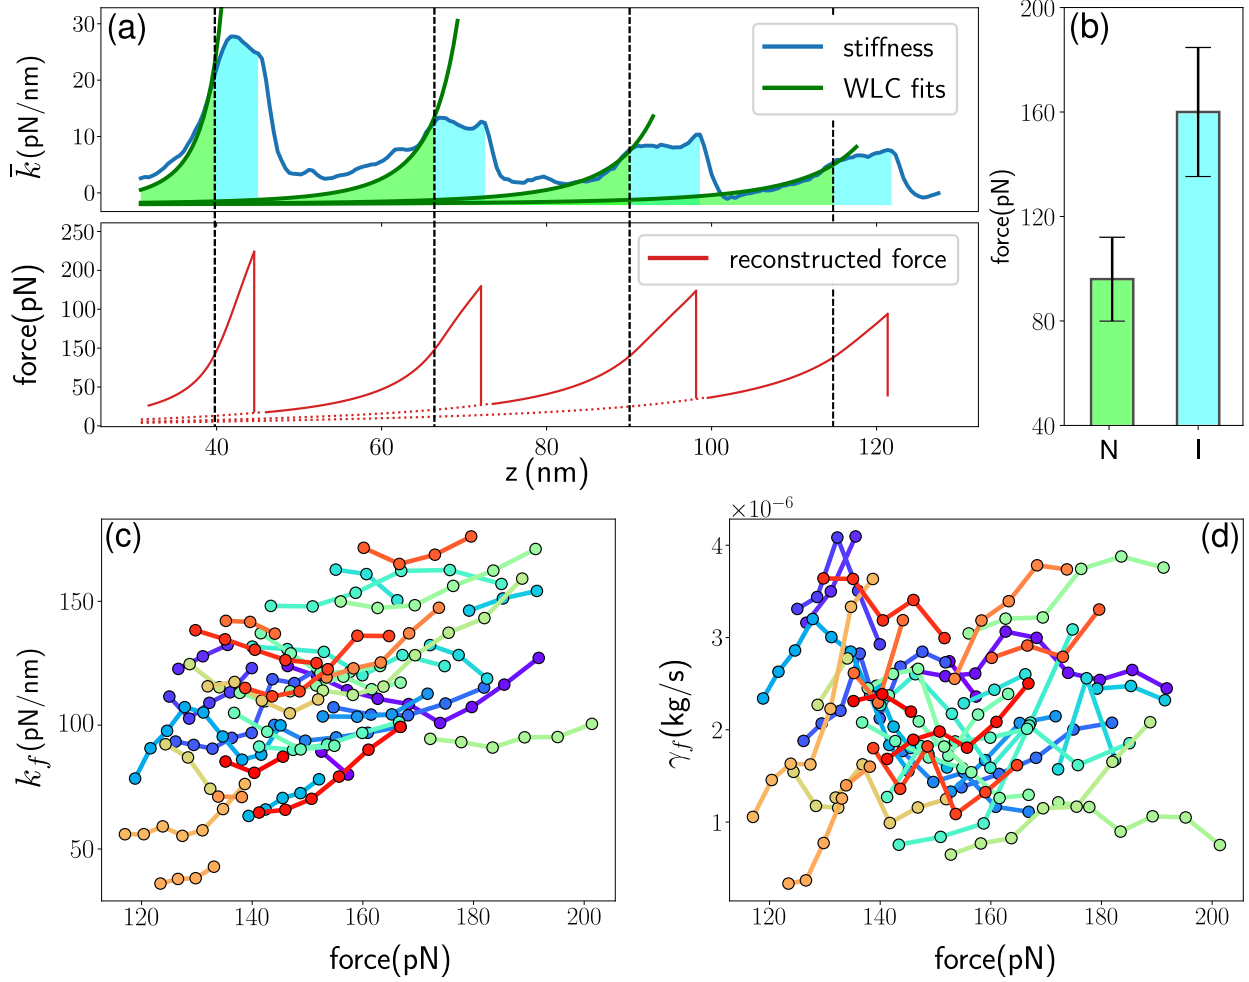 (a)
30
20
10
0
k̄(pN/nm)
stiffness
WLC fits
250
200
100
150
50
0
force(pN)
reconstructed force
40
60
80
100
120
z (nm)
(b)
200
160
120
80
40
force(pN)
N
I
(c)
150
100
50
k_f(pN/nm)
120
140
160
180
200
force(pN)
×10⁻⁶
(d)
4
3
2
1
γ_f(kg/s)
120
140
160
180
200
force(pN)